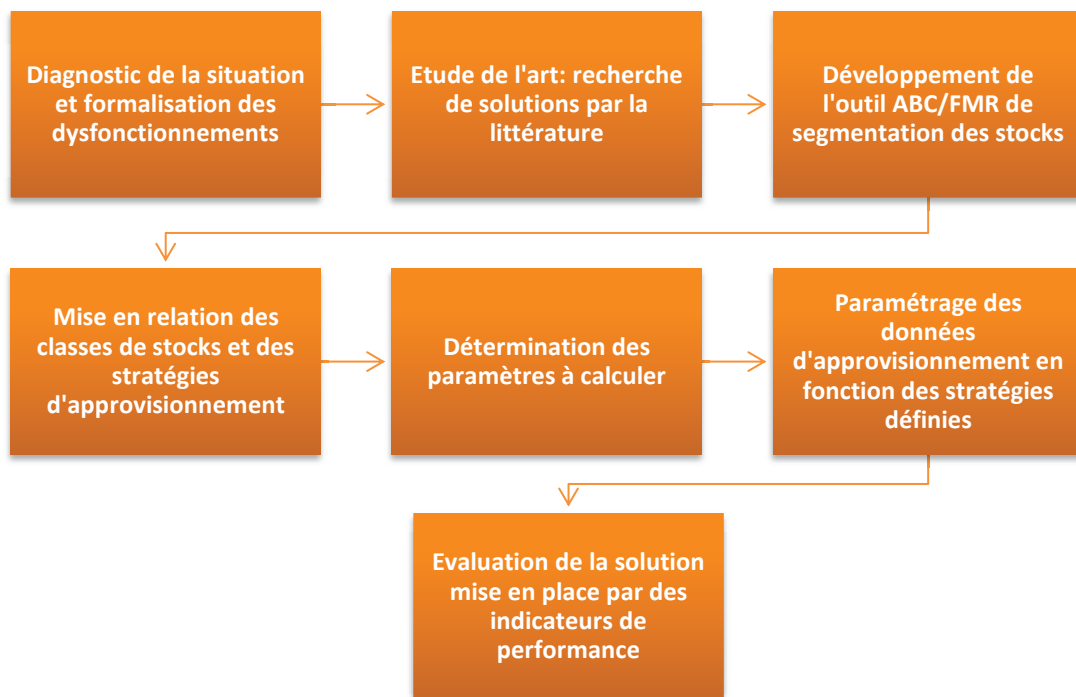 Diagnostic de la situation
et formalisation des
dysfonctionnements
Etude de l'art: recherche
de solutions par la
littérature
Développement de
l'outil ABC/FMR de
segmentation des stocks
Mise en relation des
classes de stocks et des
stratégies
d'approvisionnement
Détermination des
paramètres à calculer
Paramétrage des
données
d'approvisionnement en
fonction des stratégies
définies
Evaluation de la solution
mise en place par des
indicateurs de
performance